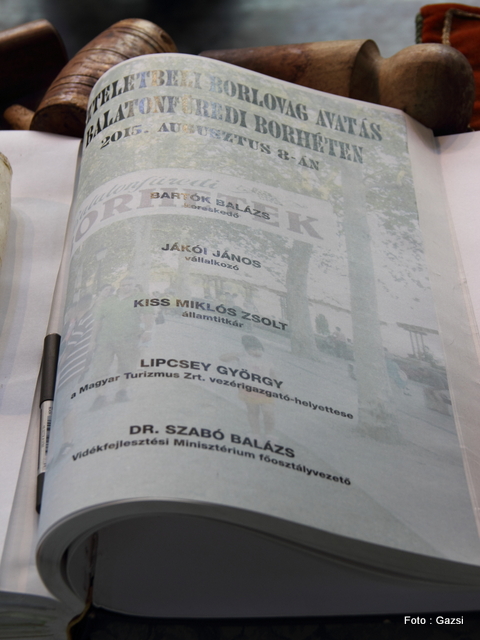 TISZTELETBELI BORLOVAG AVATÁS
BALATONFÜREDI BORHÉTEN
2015. AUGUSZTUS 8-ÁN
BARTÓK BALÁZS
kereskedő
JÁKÓI JÁNOS
vállalkozó
KISS MIKLÓS ZSOLT
államtitkár
LIPCSEY GYÖRGY
a Magyar Turizmus Zrt. vezérigazgató-helyettese
DR. SZABÓ BALÁZS
Vidékfejlesztési Minisztérium főosztályvezető
Foto : Gazsi